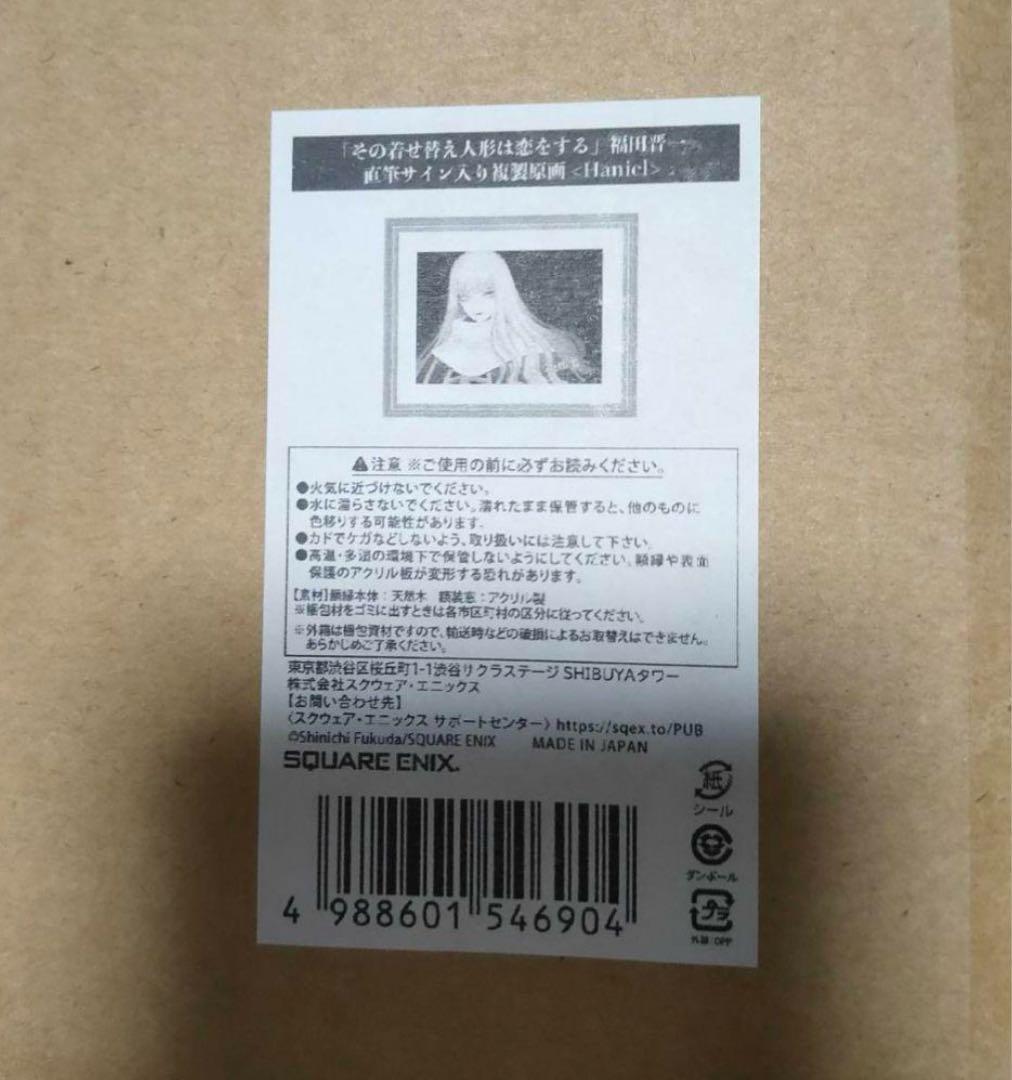 「その着せ替え人形は恋をする」福田晋一
直筆サイン入り複製原画<Haniel>
⚠注意 ※ご使用の前に必ずお読みください。
●火気に近づけないでください。
●水に濡らさないでください。濡れたまま保管すると、他のものに
色移りする可能性があります。
●カドでケガなどしないよう、取り扱いには注意して下さい。
●高温・多湿の環境下で保管しないようにしてください。額縁や表面
保護のアクリル板が変形する恐れがあります。
【素材】額縁本体：天然木 額装窓：アクリル製
※梱包材をゴミに出すときは各市区町村の区分に従ってください。
※外箱は梱包資材ですので、輸送時などの破損によるお取替えはできません。
あらかじめご了承ください。
東京都渋谷区桜丘町1-1渋谷サクラステージ SHIBUYAタワー
株式会社スクウェア・エニックス
【お問い合わせ先】
〈スクウェア・エニックス サポートセンター〉https://sqex.to/PUB
©Shinichi Fukuda/SQUARE ENIX MADE IN JAPAN
SQUARE ENIX.
紙
シール
ダンボール
プラ
外袋:OPP
4 988601 546904